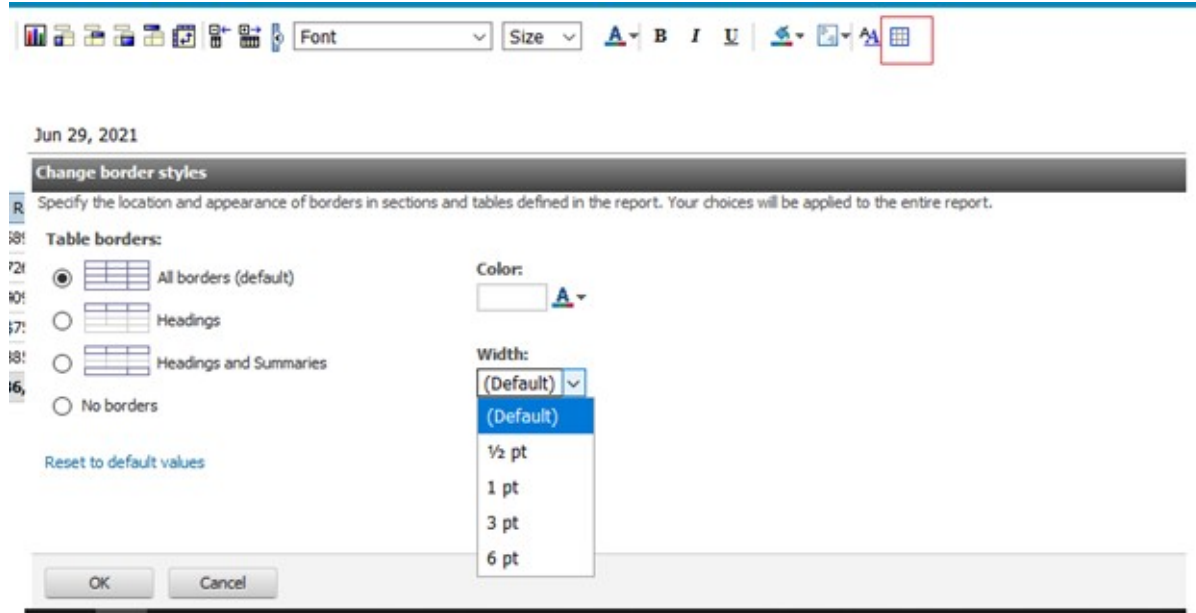 Font Size A B I U A
Jun 29, 2021
Change border styles
R Specify the location and appearance of borders in sections and tables defined in the report. Your choices will be applied to the entire report.
Table borders:
All borders (default)
Headings
Headings and Summaries
No borders
Reset to default values
Color:
A
Width:
(Default)
(Default)
½ pt
1 pt
3 pt
6 pt
OK Cancel